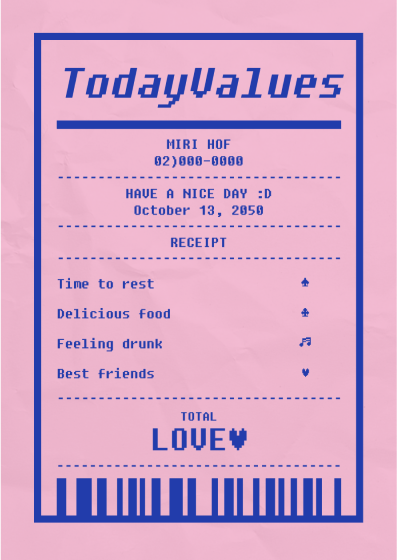 TodayValues
MIRI HOF
02)000-0000
HAVE A NICE DAY :D
October 13, 2050
RECEIPT
Time to rest ♠
Delicious food ♣
Feeling drunk ♫
Best friends ♥
TOTAL
LOVE♥